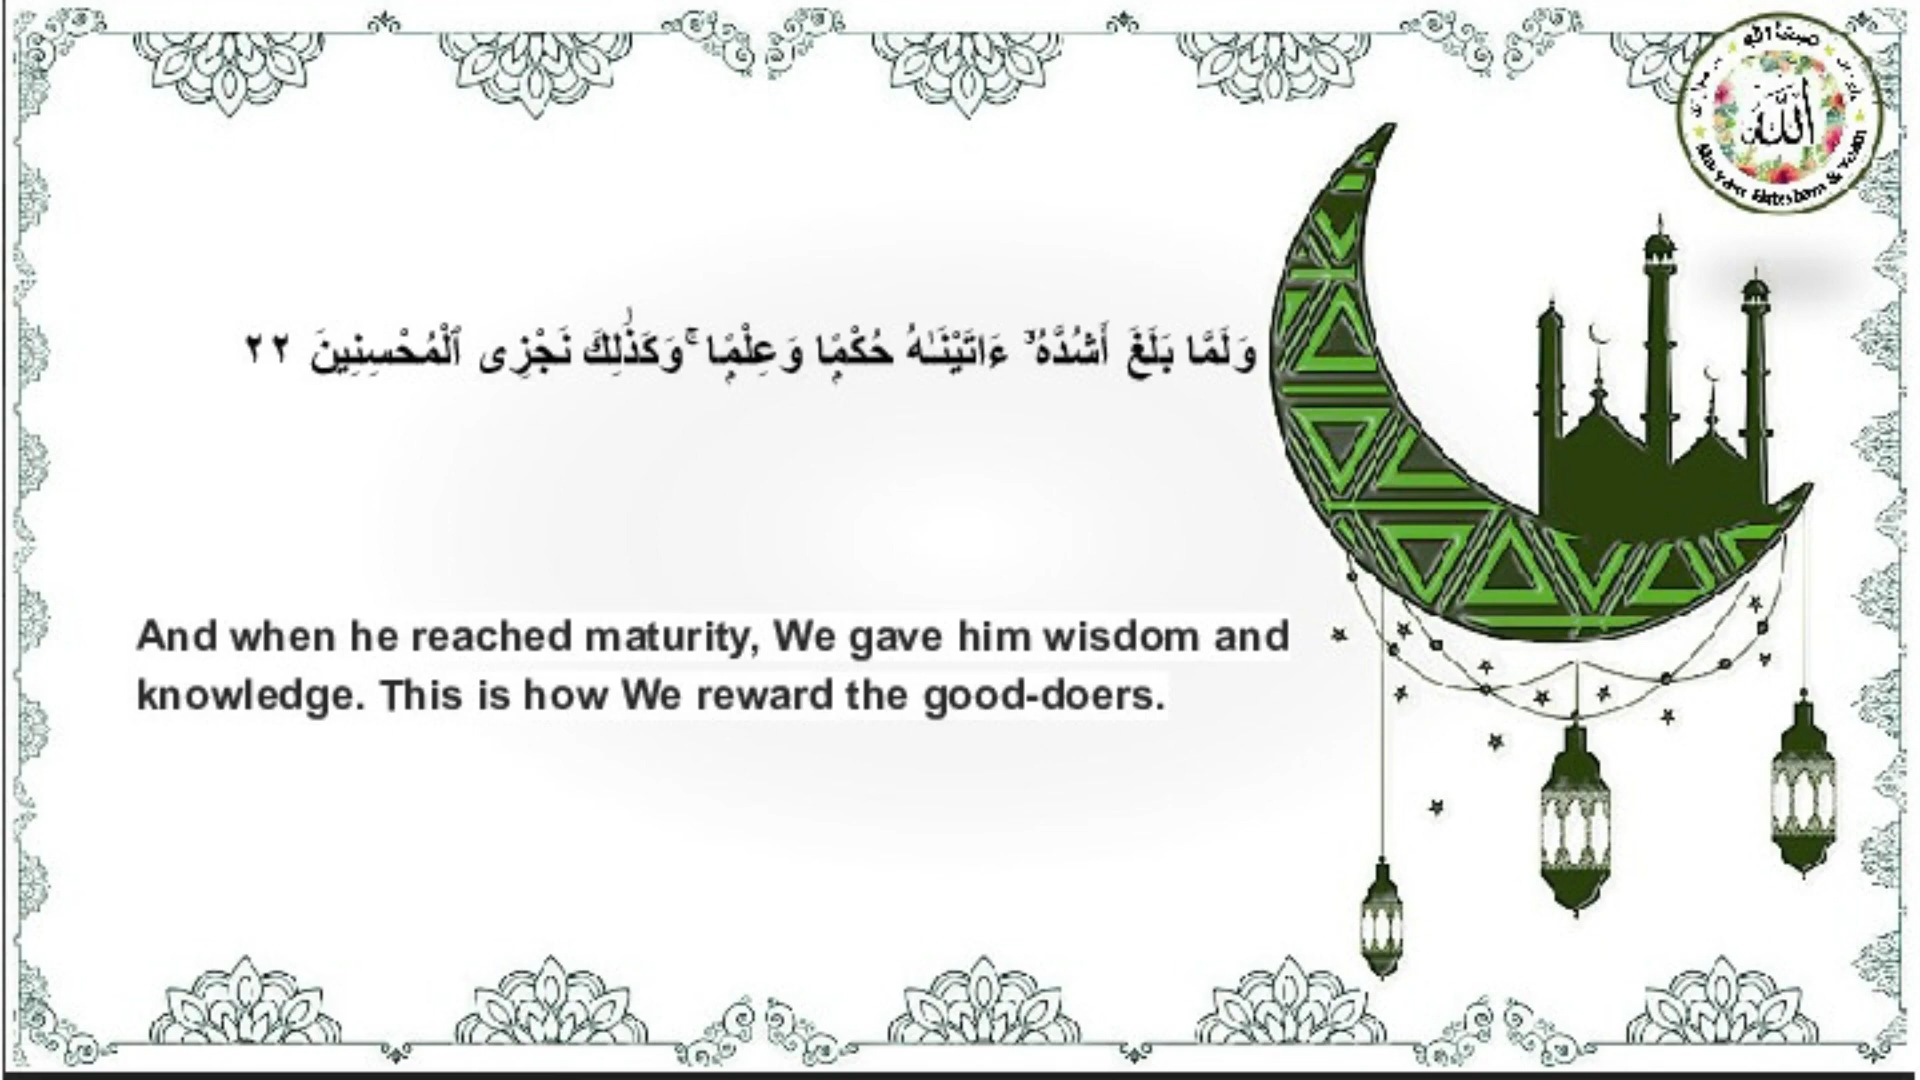 وَلَمَّا بَلَغَ أَشُدَّهُۥٓ ءَاتَيْنَـٰهُ حُكْمًۭا وَعِلْمًۭا ۚ وَكَذَٰلِكَ نَجْزِى ٱلْمُحْسِنِينَ ٢٢
And when he reached maturity, We gave him wisdom and
knowledge. This is how We reward the good-doers.
الله